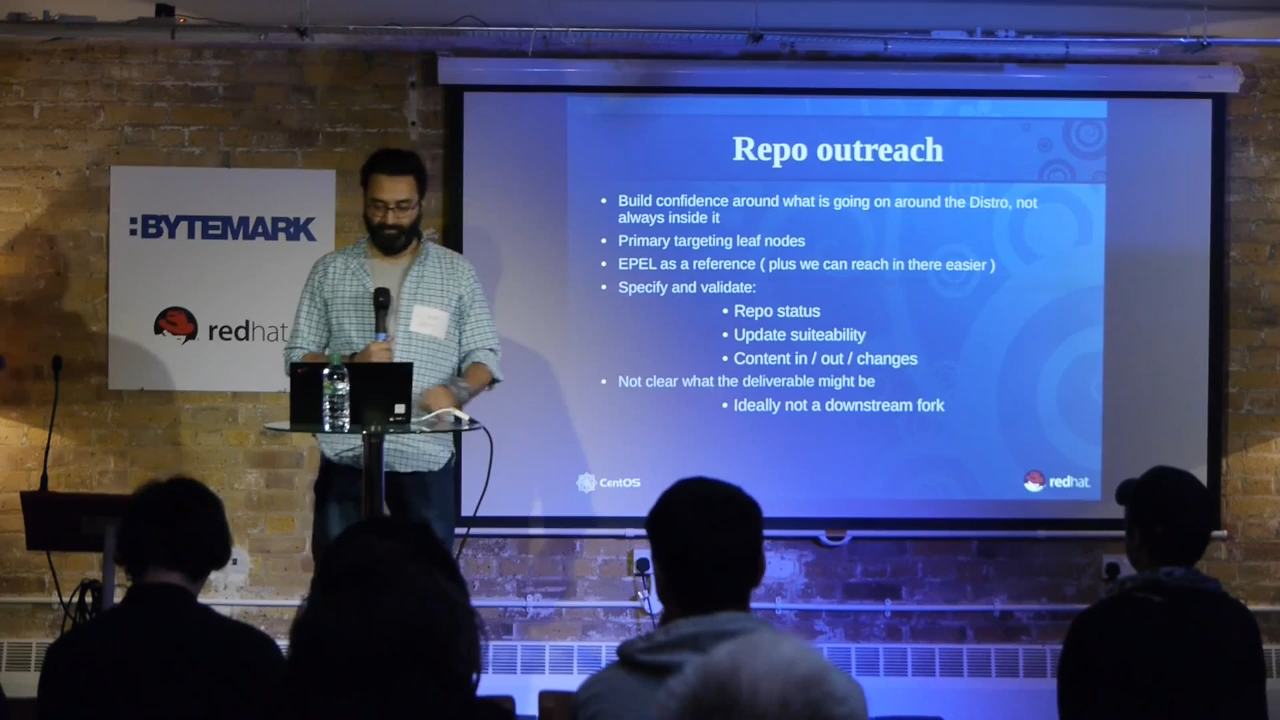 :BYTEMARK
redhat
Repo outreach
• Build confidence around what is going on around the Distro, not
always inside it
• Primary targeting leaf nodes
• EPEL as a reference ( plus we can reach in there easier )
• Specify and validate:
• Repo status
• Update suiteability
• Content in / out / changes
• Not clear what the deliverable might be
• Ideally not a downstream fork
CentOS
redhat